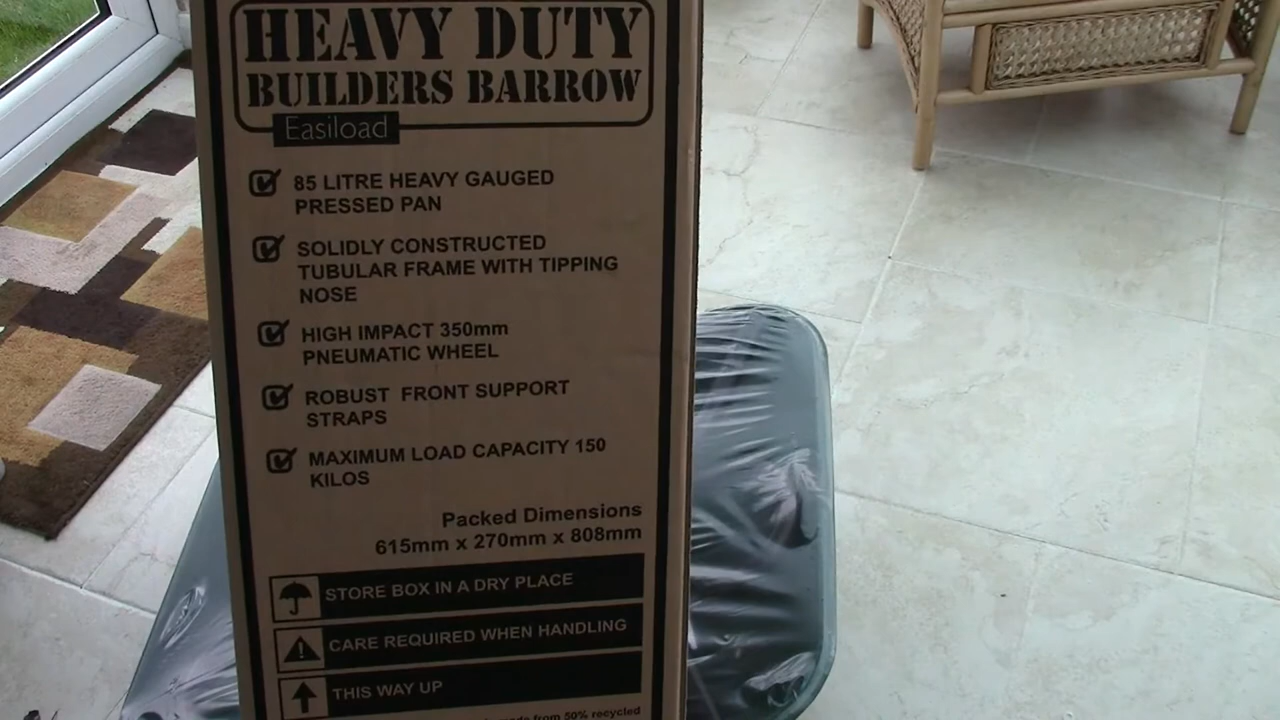 HEAVY DUTY
BUILDERS BARROW
Easiload
85 LITRE HEAVY GAUGED
PRESSED PAN
SOLIDLY CONSTRUCTED
TUBULAR FRAME WITH TIPPING
NOSE
HIGH IMPACT 350mm
PNEUMATIC WHEEL
ROBUST FRONT SUPPORT
STRAPS
MAXIMUM LOAD CAPACITY 150
KILOS
Packed Dimensions
615mm x 270mm x 808mm
STORE BOX IN A DRY PLACE
CARE REQUIRED WHEN HANDLING
THIS WAY UP
made from 50% recycled